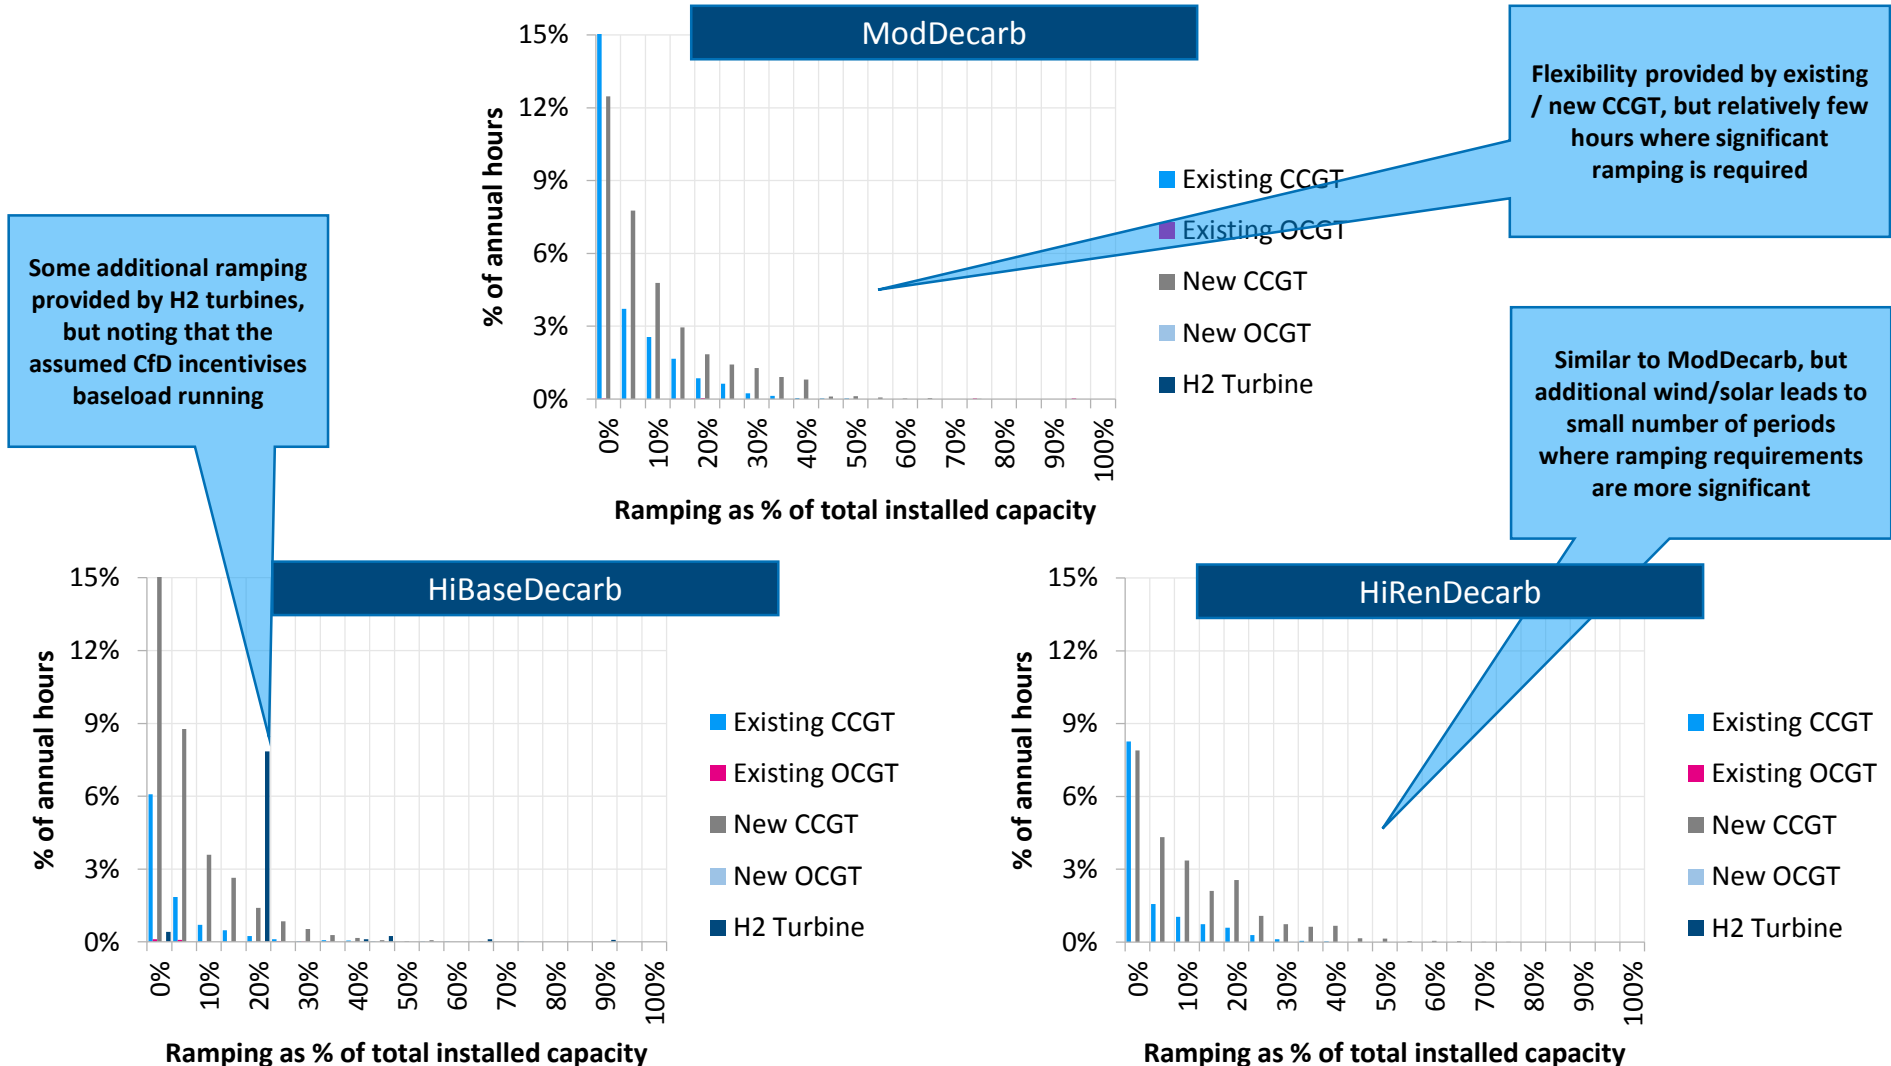 ModDecarb
15%
12%
9%
6%
3%
0%
% of annual hours
0%
10%
20%
30%
40%
50%
60%
70%
80%
90%
100%
Ramping as % of total installed capacity
Existing CCGT
Existing OCGT
New CCGT
New OCGT
H2 Turbine
Flexibility provided by existing
/ new CCGT, but relatively few
hours where significant
ramping is required
Some additional ramping
provided by H2 turbines,
but noting that the
assumed CfD incentivises
baseload running
Similar to ModDecarb, but
additional wind/solar leads to
small number of periods
where ramping requirements
are more significant
HiBaseDecarb
15%
12%
9%
6%
3%
0%
% of annual hours
0%
10%
20%
30%
40%
50%
60%
70%
80%
90%
100%
Ramping as % of total installed capacity
Existing CCGT
Existing OCGT
New CCGT
New OCGT
H2 Turbine
HiRenDecarb
15%
12%
9%
6%
3%
0%
% of annual hours
0%
10%
20%
30%
40%
50%
60%
70%
80%
90%
100%
Ramping as % of total installed capacity
Existing CCGT
Existing OCGT
New CCGT
New OCGT
H2 Turbine